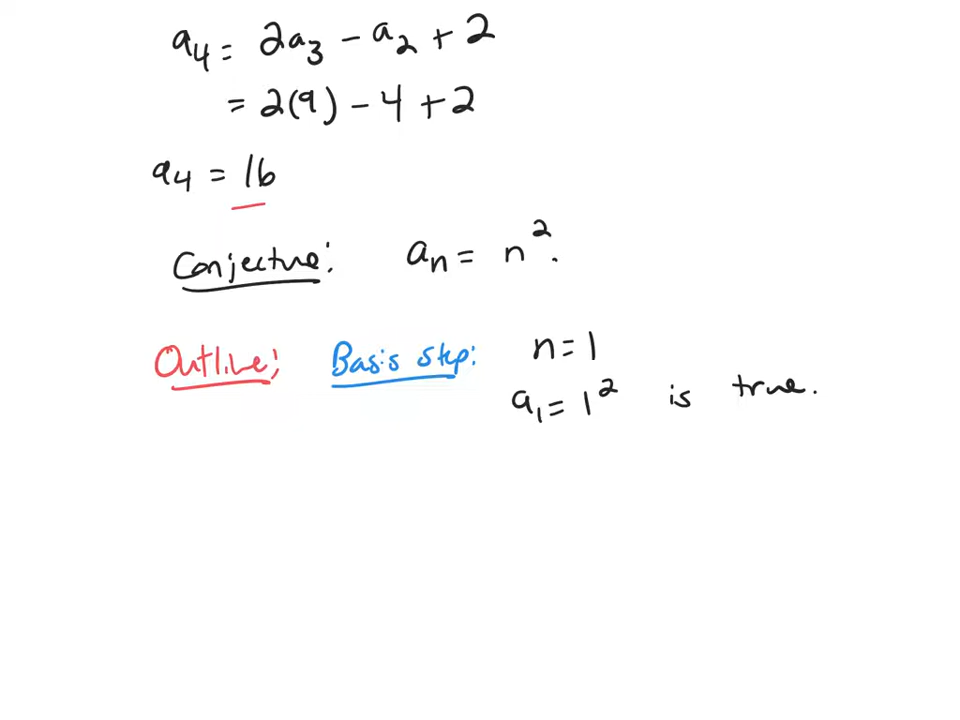 a₄ = 2a₃ - a₂ + 2
= 2(9) - 4 + 2
a₄ = 16
Conjecture: aₙ = n².
Outline: Basis step: n = 1
a₁ = 1² is true.